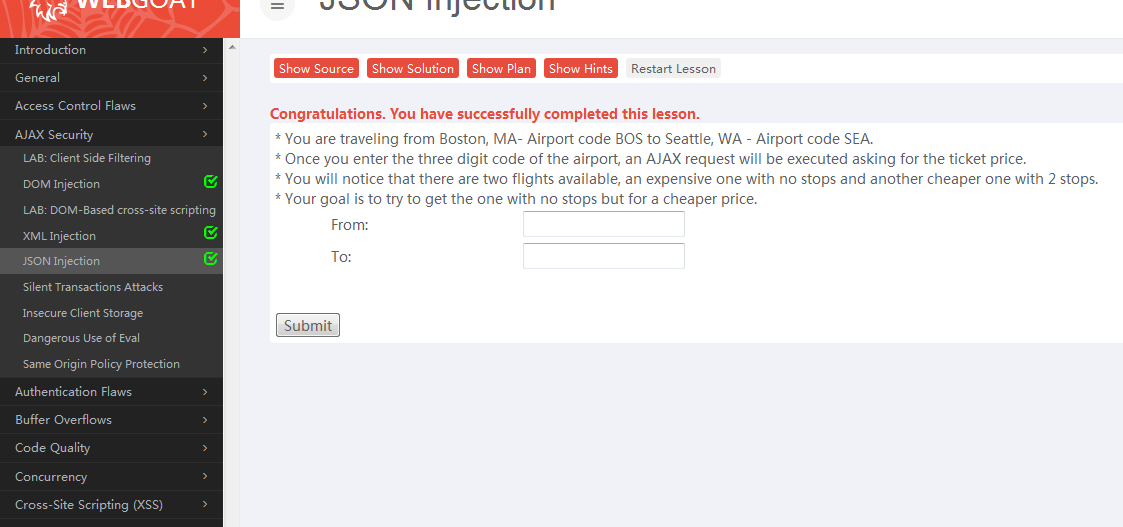 WEBGOAT
JSON Injection
Introduction
General
Access Control Flaws
AJAX Security
LAB: Client Side Filtering
DOM Injection
LAB: DOM-Based cross-site scripting
XML Injection
JSON Injection
Silent Transactions Attacks
Insecure Client Storage
Dangerous Use of Eval
Same Origin Policy Protection
Authentication Flaws
Buffer Overflows
Code Quality
Concurrency
Cross-Site Scripting (XSS)
Show Source Show Solution Show Plan Show Hints Restart Lesson
Congratulations. You have successfully completed this lesson.
* You are traveling from Boston, MA- Airport code BOS to Seattle, WA - Airport code SEA.
* Once you enter the three digit code of the airport, an AJAX request will be executed asking for the ticket price.
* You will notice that there are two flights available, an expensive one with no stops and another cheaper one with 2 stops.
* Your goal is to try to get the one with no stops but for a cheaper price.
From:
To:
Submit